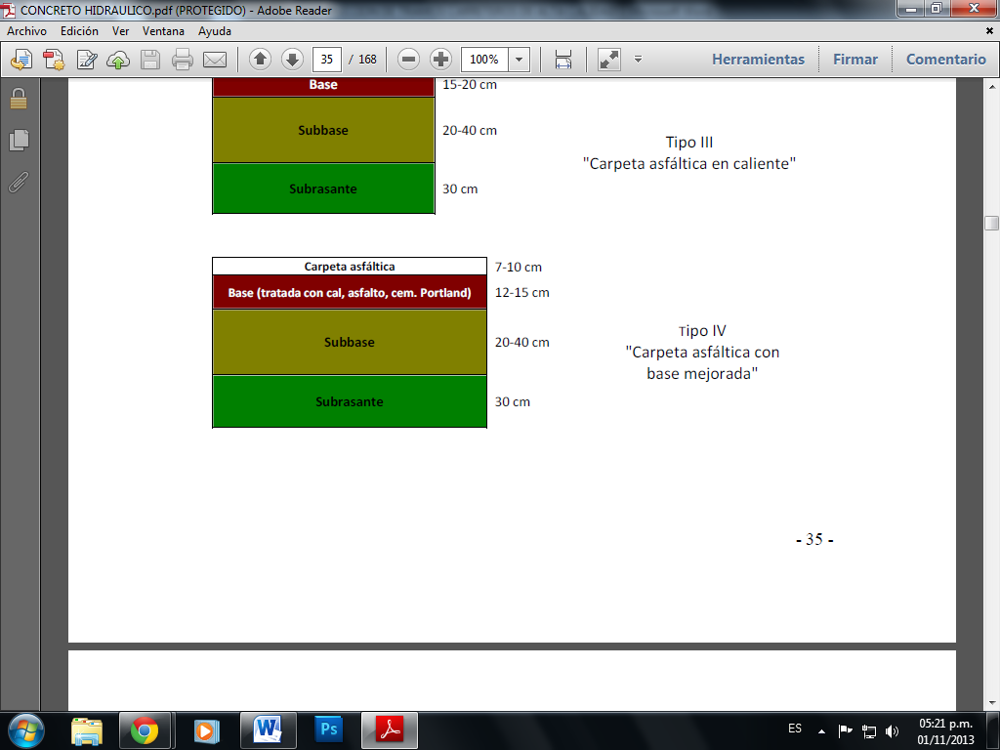 CONCRETO HIDRAULICO.pdf (PROTEGIDO) - Adobe Reader
Archivo Edición Ver Ventana Ayuda
35 / 168 100% Herramientas Firmar Comentario
Base 15-20 cm
Subbase 20-40 cm
Tipo III
"Carpeta asfáltica en caliente"
Subrasante 30 cm
Carpeta asfáltica 7-10 cm
Base (tratada con cal, asfalto, cem. Portland) 12-15 cm
Subbase 20-40 cm
Tipo IV
"Carpeta asfáltica con
base mejorada"
Subrasante 30 cm
- 35 -
W Ps ES 05:21 p.m.
01/11/2013